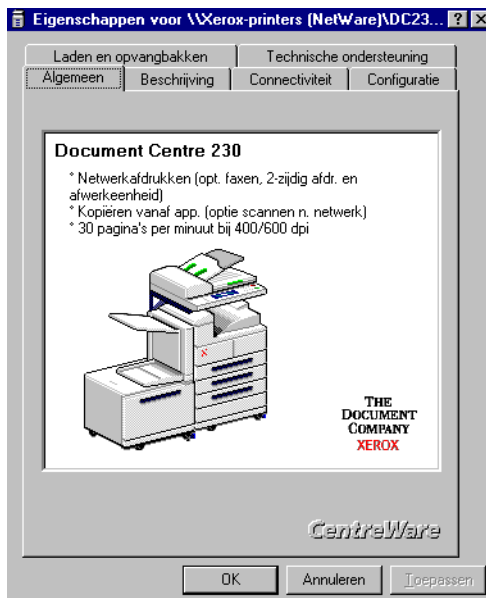 Eigenschappen voor \\Xerox-printers (NetWare)\DC23...
Laden en opvangbakken
Technische ondersteuning
Algemeen
Beschrijving
Connectiviteit
Configuratie
Document Centre 230
* Netwerkafdrukken (opt. faxen, 2-zijdig afdr. en
afwerkeenheid)
* Kopiëren vanaf app. (optie scannen n. netwerk)
* 30 pagina's per minuut bij 400/600 dpi
X
THE
DOCUMENT
COMPANY
XEROX
CentreWare
OK
Annuleren
Toepassen